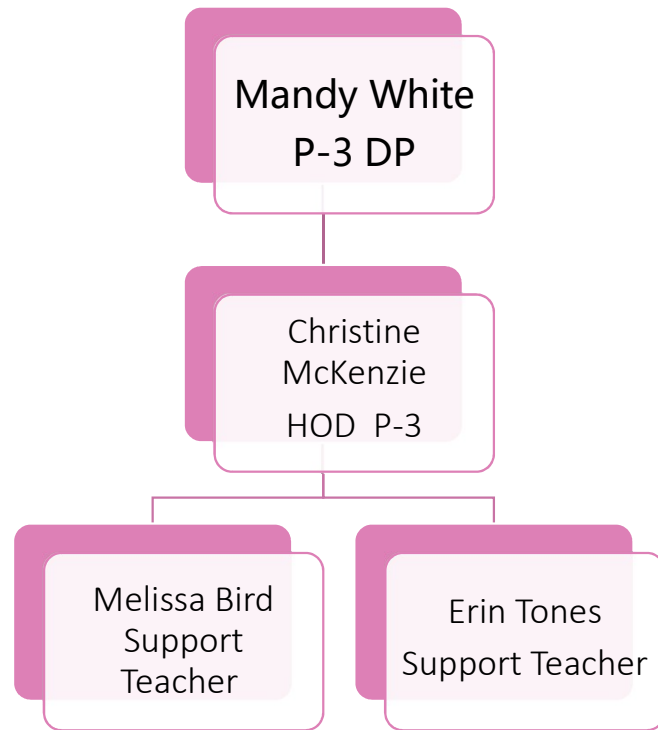 Mandy White
P-3 DP
Christine
McKenzie
HOD P-3
Melissa Bird
Support
Teacher
Erin Tones
Support Teacher